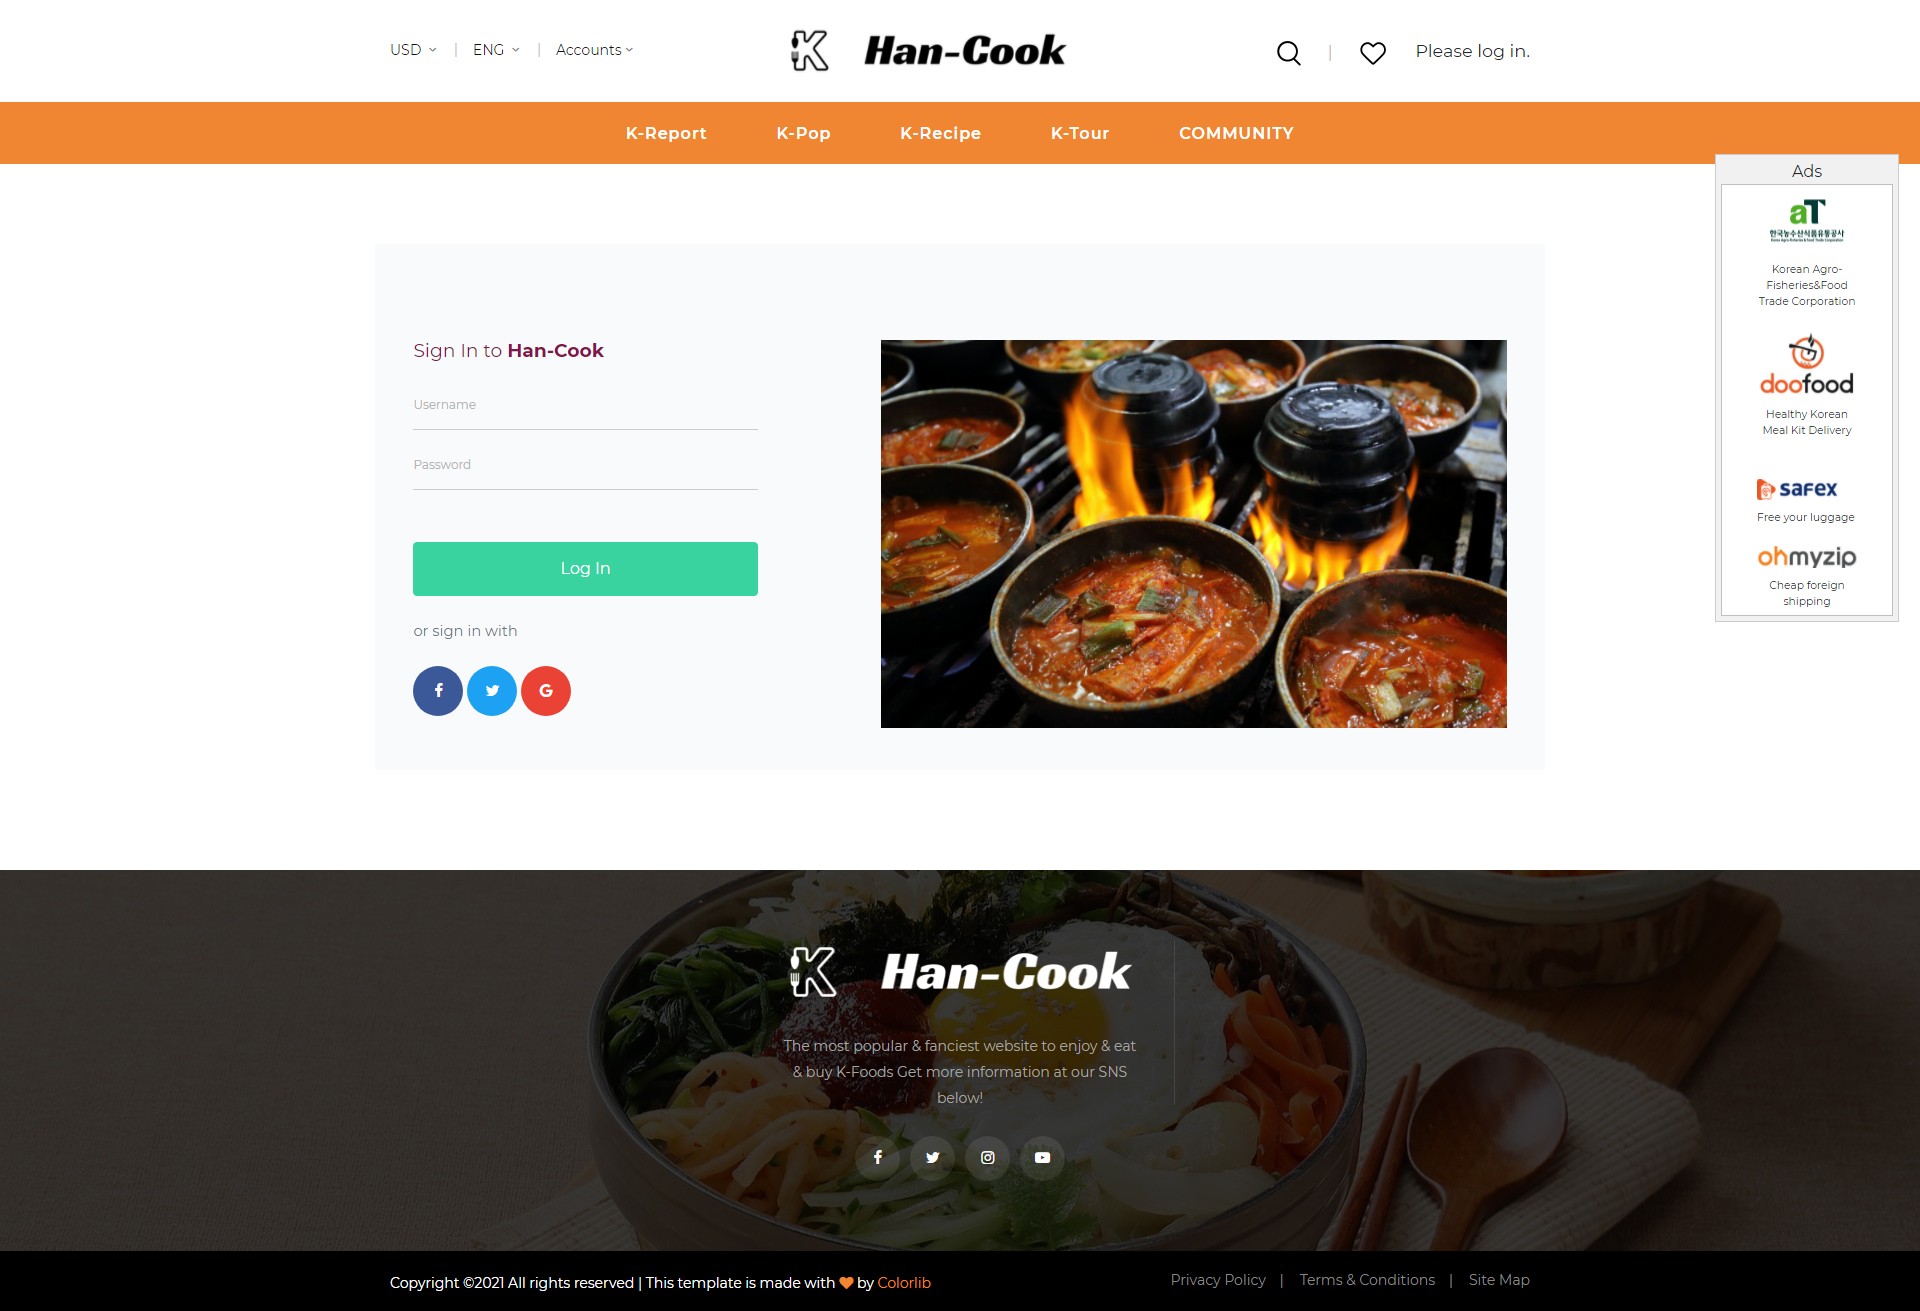 USD | ENG | Accounts
Han-Cook
| Please log in.
K-Report K-Pop K-Recipe K-Tour COMMUNITY
Ads
aT
한국농수산식품유통공사
Korean Agro-
Fisheries&Food
Trade Corporation
doofood
Healthy Korean
Meal Kit Delivery
safex
Free your luggage
ohmyzip
Cheap foreign
shipping
Sign In to Han-Cook
Username
Password
Log In
or sign in with
K Han-Cook
The most popular & fanciest website to enjoy & eat
& buy K-Foods Get more information at our SNS
below!
Copyright ©2021 All rights reserved | This template is made with by Colorlib
Privacy Policy | Terms & Conditions | Site Map